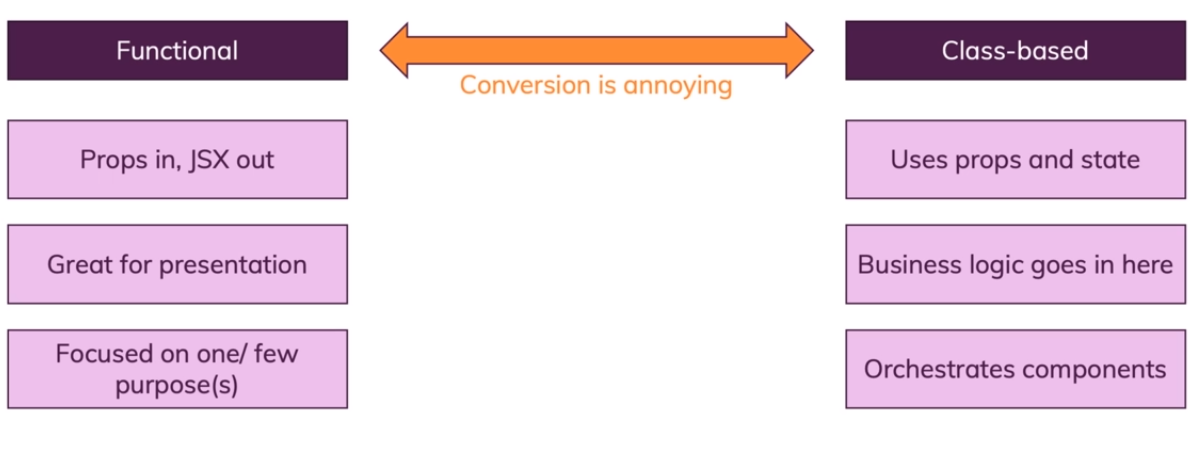 Functional
Conversion is annoying
Class-based
Props in, JSX out
Uses props and state
Great for presentation
Business logic goes in here
Focused on one/ few
purpose(s)
Orchestrates components